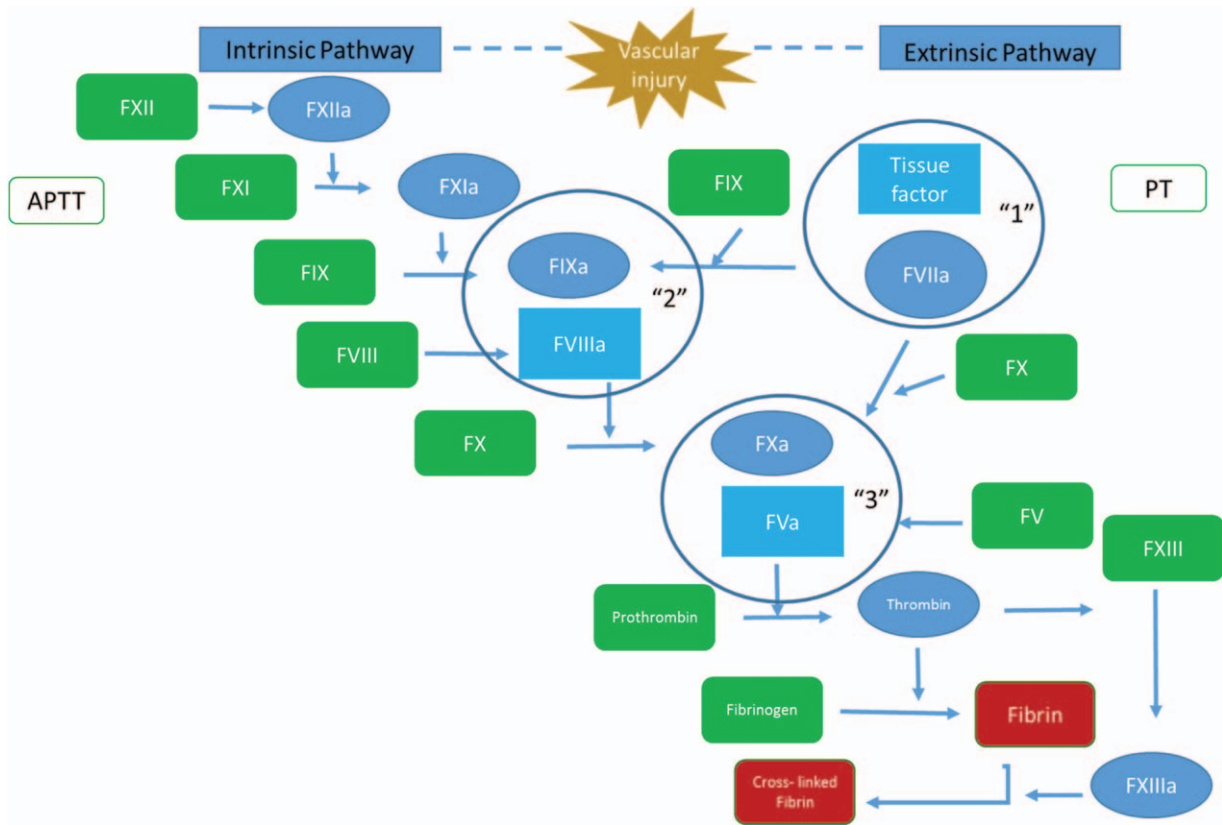 Intrinsic Pathway
Vascular
injury
Extrinsic Pathway
FXII
FXIIa
APTT
FXI
FXIa
FIX
Tissue
factor
"1"
PT
FIX
FIXa
"2"
FVIIa
FVIII
FVIIIa
FX
FX
FXa
"3"
FVa
FV
FXIII
Prothrombin
Thrombin
Fibrinogen
Fibrin
Cross- linked
Fibrin
FXIIIa